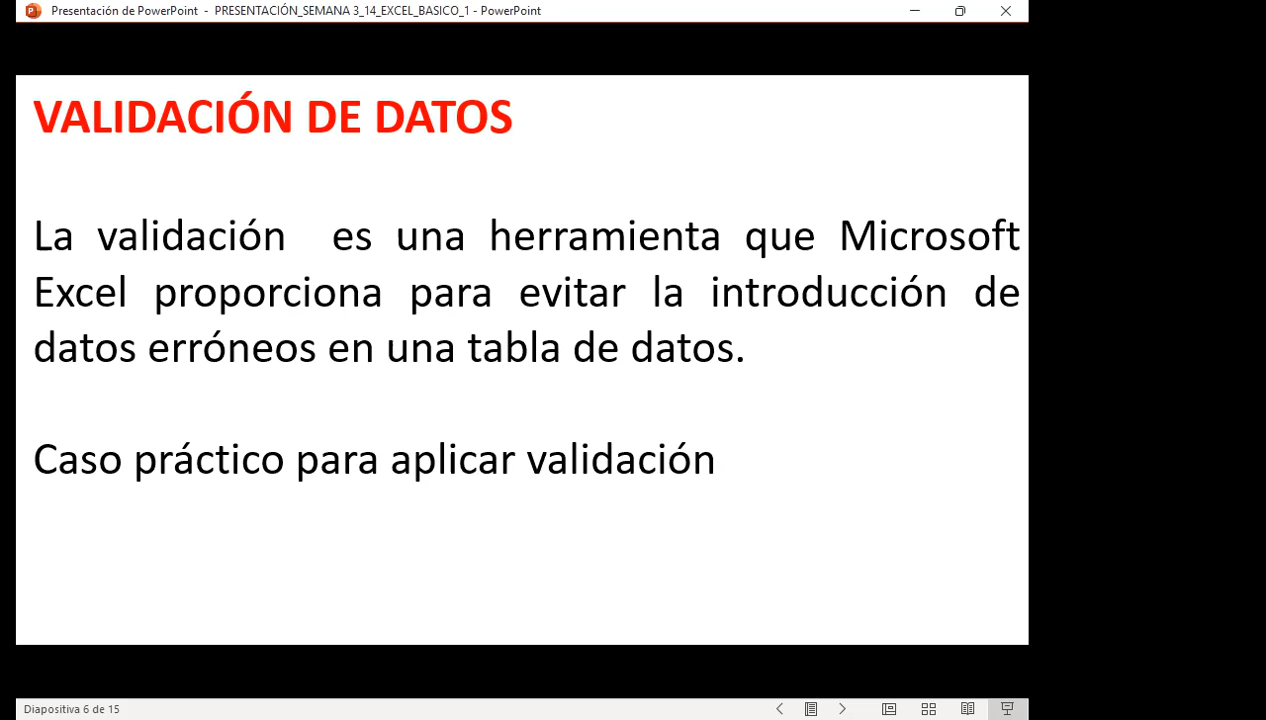 Presentación de PowerPoint - PRESENTACIÓN_SEMANA 3_14_EXCEL_BASICO_1 - PowerPoint
VALIDACIÓN DE DATOS
La validación es una herramienta que Microsoft
Excel proporciona para evitar la introducción de
datos erróneos en una tabla de datos.
Caso práctico para aplicar validación
Diapositiva 6 de 15